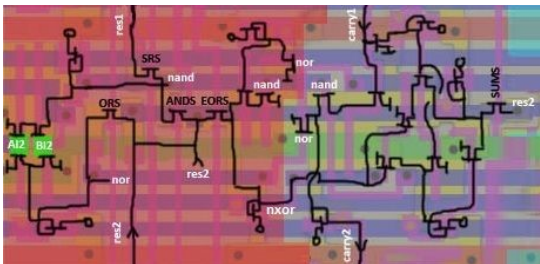 res1
carry1
SRS
nor
nand
nand
nand
SUMS
res2
ORS
ANDS
EORS
nor
AI2
BI2
res2
nor
nxor
res2
carry2